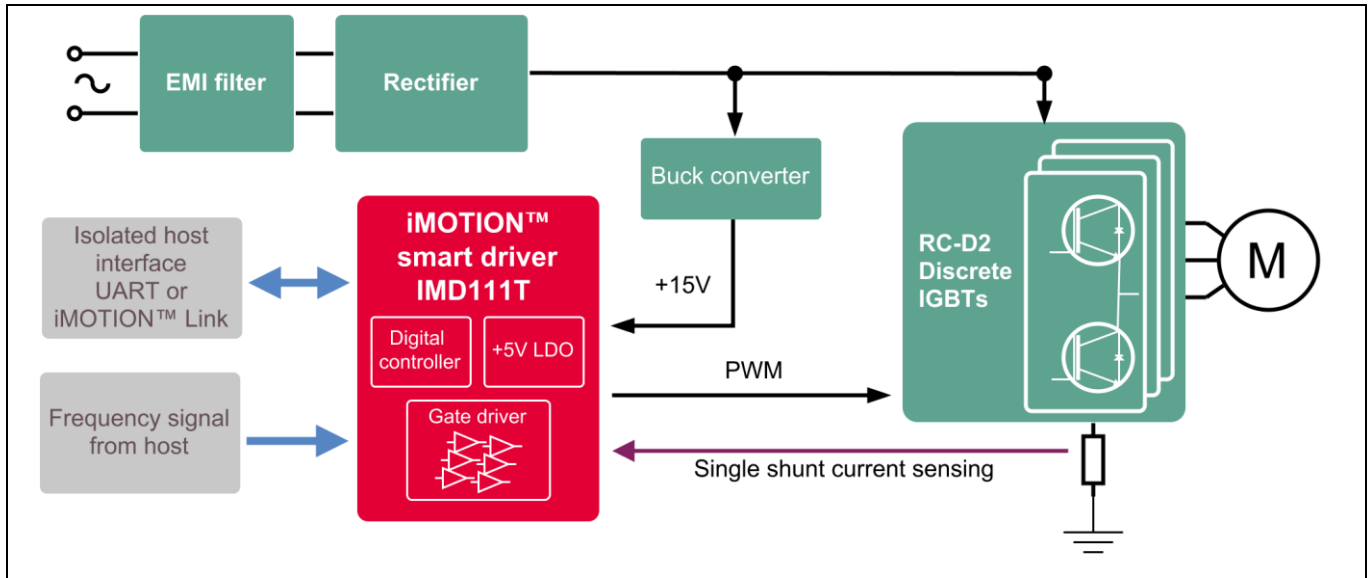 EMI filter
Rectifier
Buck converter
iMOTION™
smart driver
IMD111T
Digital
controller
+5V LDO
Gate driver
Isolated host
interface
UART or
iMOTION™ Link
Frequency signal
from host
+15V
PWM
Single shunt current sensing
RC-D2
Discrete
IGBTs
M